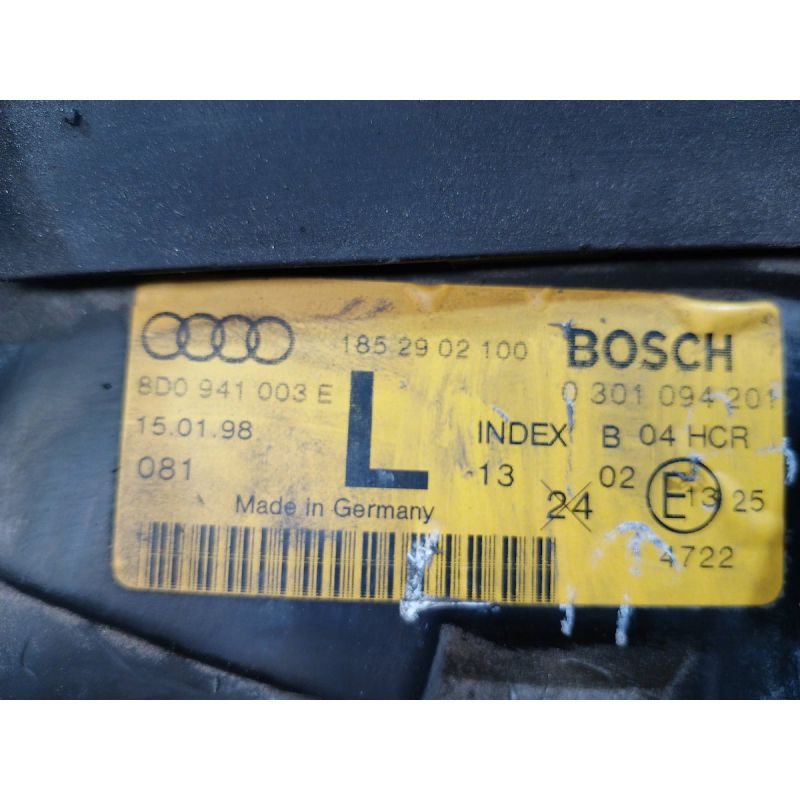 185 29 02 100 BOSCH
8D0 941 003 E L 0 301 094 201
15.01.98 INDEX B 04 HCR
081 13 24 02 E 13 25
Made in Germany 4722